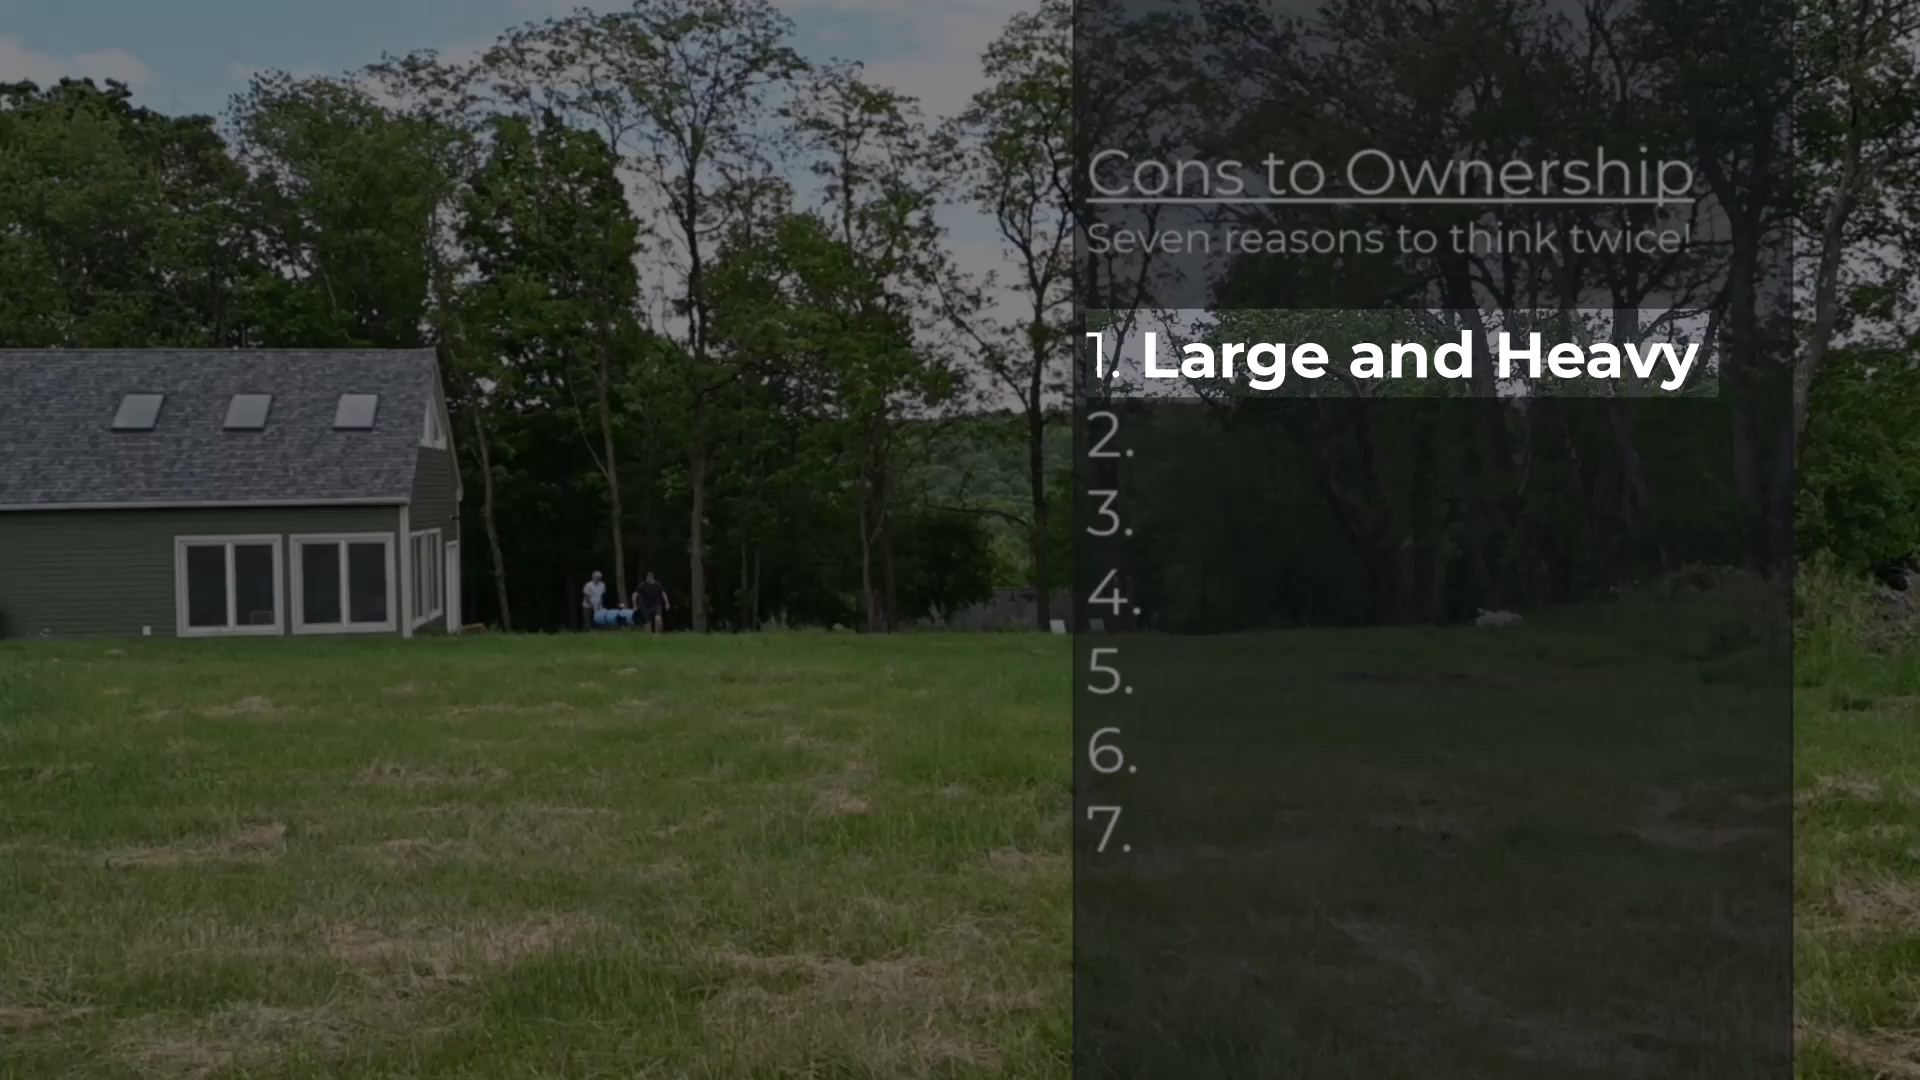 Cons to Ownership
Seven reasons to think twice!
1. Large and Heavy
2.
3.
4.
5.
6.
7.